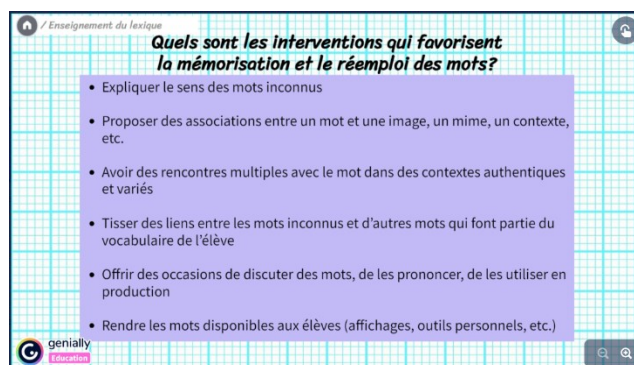 / Enseignement du lexique
Quels sont les interventions qui favorisent
la mémorisation et le réemploi des mots?
• Expliquer le sens des mots inconnus
• Proposer des associations entre un mot et une image, un mime, un contexte,
etc.
• Avoir des rencontres multiples avec le mot dans des contextes authentiques
et variés
• Tisser des liens entre les mots inconnus et d'autres mots qui font partie du
vocabulaire de l'élève
• Offrir des occasions de discuter des mots, de les prononcer, de les utiliser en
production
• Rendre les mots disponibles aux élèves (affichages, outils personnels, etc.)
genially
Education